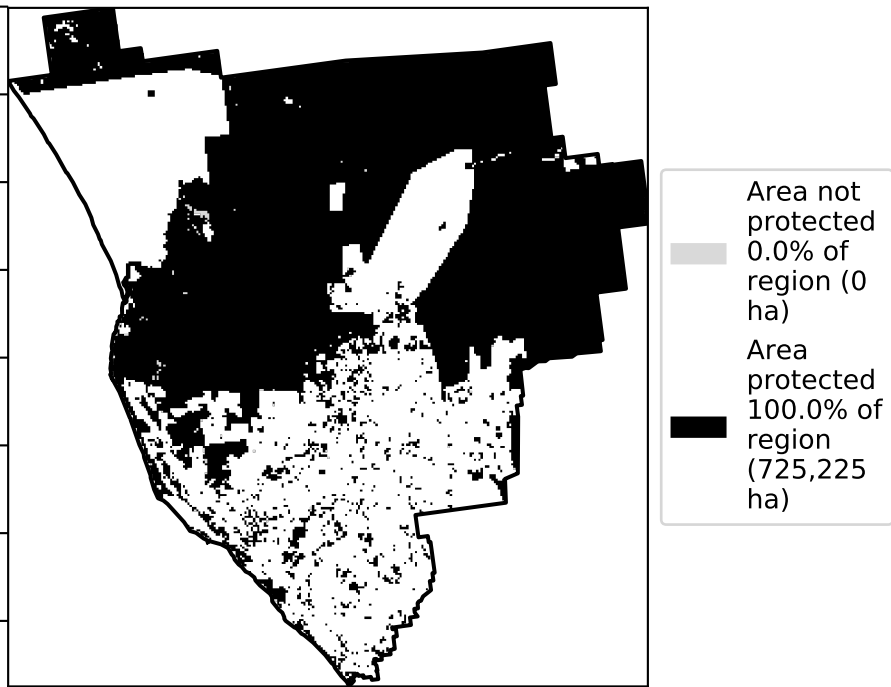 Area not
protected
0.0% of
region (0
ha)
Area
protected
100.0% of
region
(725,225
ha)